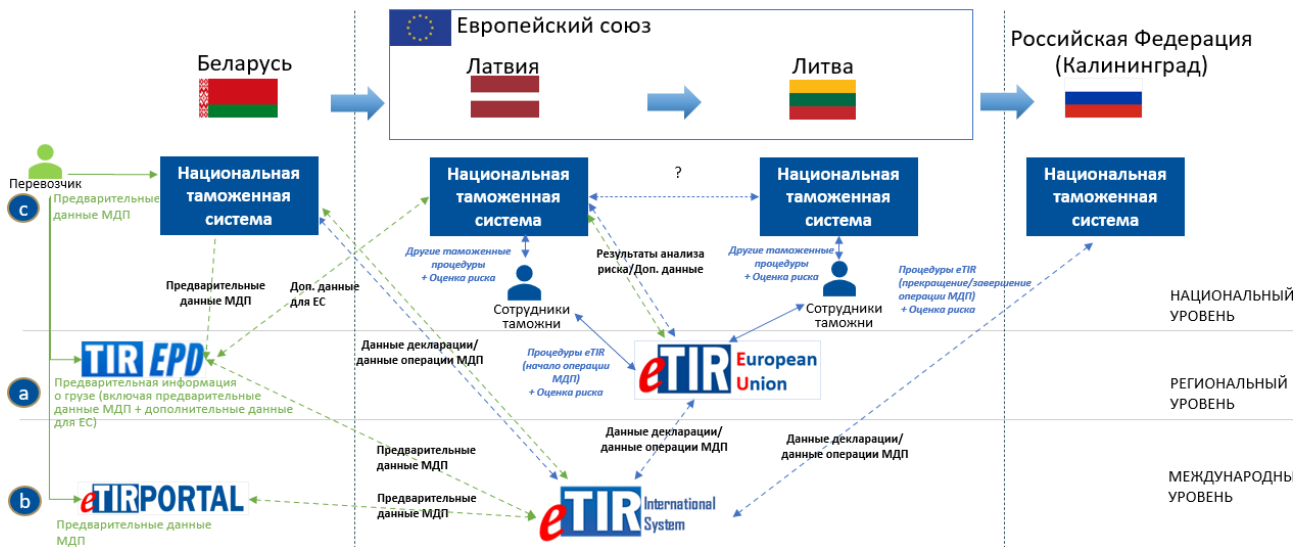 Европейский союз
Беларусь
Латвия
Литва
Российская Федерация
(Калининград)
Перевозчик
c
Предварительные
данные МДП
Национальная
таможенная
система
Национальная
таможенная
система
?
Национальная
таможенная
система
Национальная
таможенная
система
Предварительные
данные МДП
Доп. данные
для ЕС
Другие таможенные
процедуры
+ Оценка риска
Сотрудники
таможни
Результаты анализа
риска/Доп. данные
Другие таможенные
процедуры
+ Оценка риска
Сотрудники
таможни
Процедуры eTIR
(прекращение/завершение
операции МДП)
+ Оценка риска
НАЦИОНАЛЬНЫЙ
УРОВЕНЬ
TIR EPD
a
Предварительная информация
о грузе (включая предварительные
данные МДП + дополнительные данные
для ЕС)
Данные декларации/
данные операции МДП
Процедуры eTIR
(начало операции
МДП)
+ Оценка риска
eTIR European
Union
РЕГИОНАЛЬНЫЙ
УРОВЕНЬ
Предварительные
данные МДП
Данные декларации/
данные операции МДП
Данные декларации/
данные операции МДП
b
eTIRPORTAL
Предварительные данные
МДП
Предварительные
данные МДП
eTIR International
System
МЕЖДУНАРОДНЫ
УРОВЕНЬ